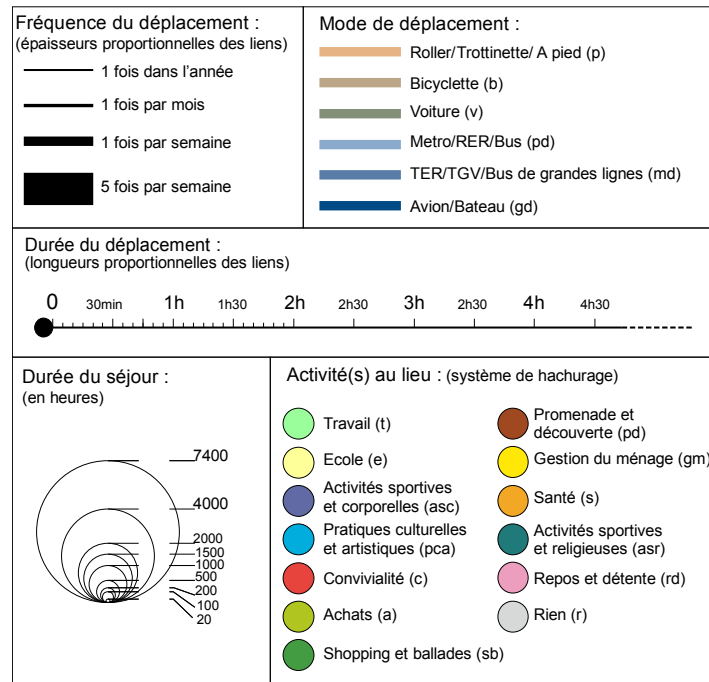 Fréquence du déplacement :
(épaisseurs proportionnelles des liens)
1 fois dans l'année
1 fois par mois
1 fois par semaine
5 fois par semaine
Mode de déplacement :
Roller/Trottinette/ A pied (p)
Bicyclette (b)
Voiture (v)
Metro/RER/Bus (pd)
TER/TGV/Bus de grandes lignes (md)
Avion/Bateau (gd)
Durée du déplacement :
(longueurs proportionnelles des liens)
0 30min 1h 1h30 2h 2h30 3h 2h30 4h 4h30
Durée du séjour :
(en heures)
7400
4000
2000
1500
1000
500
200
100
20
Activité(s) au lieu : (système de hachurage)
Travail (t)
Ecole (e)
Activités sportives
et corporelles (asc)
Pratiques culturelles
et artistiques (pca)
Convivialité (c)
Achats (a)
Shopping et ballades (sb)
Promenade et
découverte (pd)
Gestion du ménage (gm)
Santé (s)
Activités sportives
et religieuses (asr)
Repos et détente (rd)
Rien (r)